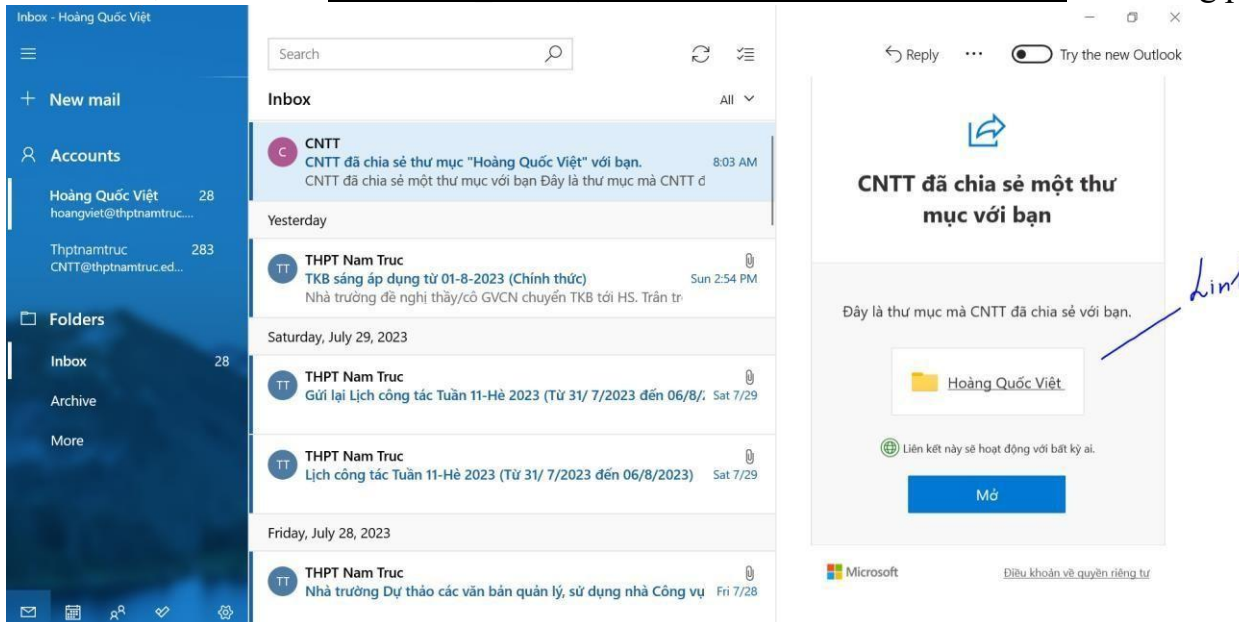 Inbox - Hoàng Quốc Việt
New mail
Accounts
Hoàng Quốc Việt 28
hoangviet@thptnamtruc....
Thptnamtruc 283
CNTT@thptnamtruc.ed...
Folders
Inbox 28
Archive
More
Search
Inbox
All
C
CNTT
CNTT đã chia sẻ thư mục "Hoàng Quốc Việt" với bạn. 8:03 AM
CNTT đã chia sẻ một thư mục với bạn Đây là thư mục mà CNTT đ
Yesterday
TT
THPT Nam Truc
TKB sáng áp dụng từ 01-8-2023 (Chính thức) Sun 2:54 PM
Nhà trường đề nghị thầy/cô GVCN chuyển TKB tới HS. Trân tr
Saturday, July 29, 2023
TT
THPT Nam Truc
Gửi lại Lịch công tác Tuần 11-Hè 2023 (Từ 31/ 7/2023 đến 06/8/2 Sat 7/29
TT
THPT Nam Truc
Lịch công tác Tuần 11-Hè 2023 (Từ 31/ 7/2023 đến 06/8/2023) Sat 7/29
Friday, July 28, 2023
TT
THPT Nam Truc
Nhà trường Dự thảo các văn bản quản lý, sử dụng nhà Công vụ Fri 7/28
Reply ... Try the new Outlook
CNTT đã chia sẻ một thư
mục với bạn
Đây là thư mục mà CNTT đã chia sẻ với bạn.
Hoàng Quốc Việt
Liên kết này sẽ hoạt động với bất kỳ ai.
Mở
Microsoft
Điều khoản về quyền riêng tư